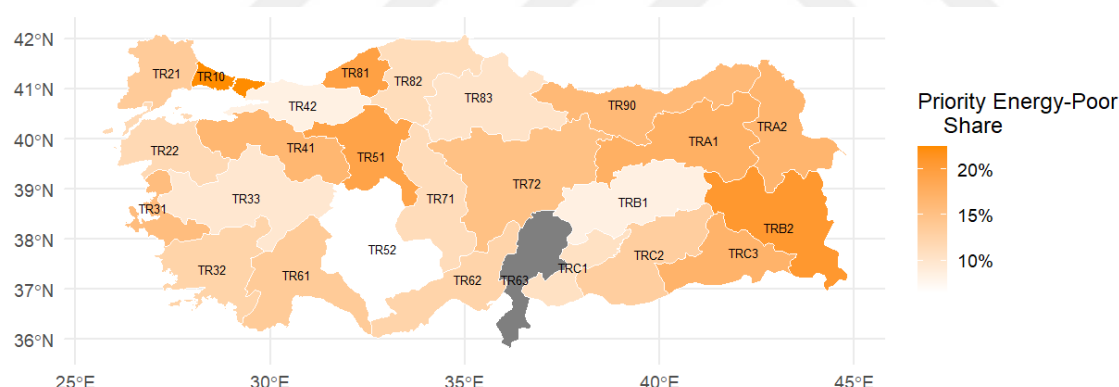 42°N
41°N
40°N
39°N
38°N
37°N
36°N
25°E
30°E
35°E
40°E
45°E
TR21
TR10
TR81
TR82
TR42
TR83
TR90
TRA2
TR22
TR41
TR51
TRA1
TR31
TR33
TR71
TR72
TRB1
TRB2
TR52
TR32
TR61
TR62
TR63
TRC1
TRC2
TRC3
Priority Energy-Poor
Share
20%
15%
10%